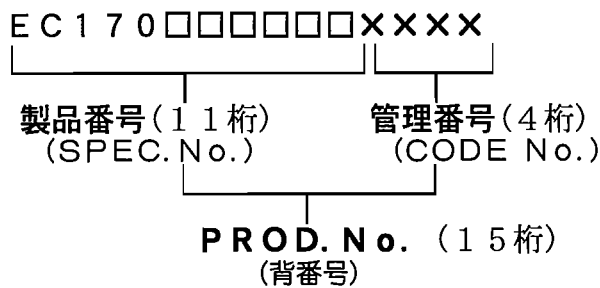 ＥＣ１７０□□□□□□××××
製品番号(１１桁) 管理番号(４桁)
(SPEC.No.) (CODE No.)
PROD.No. (１５桁)
(背番号)